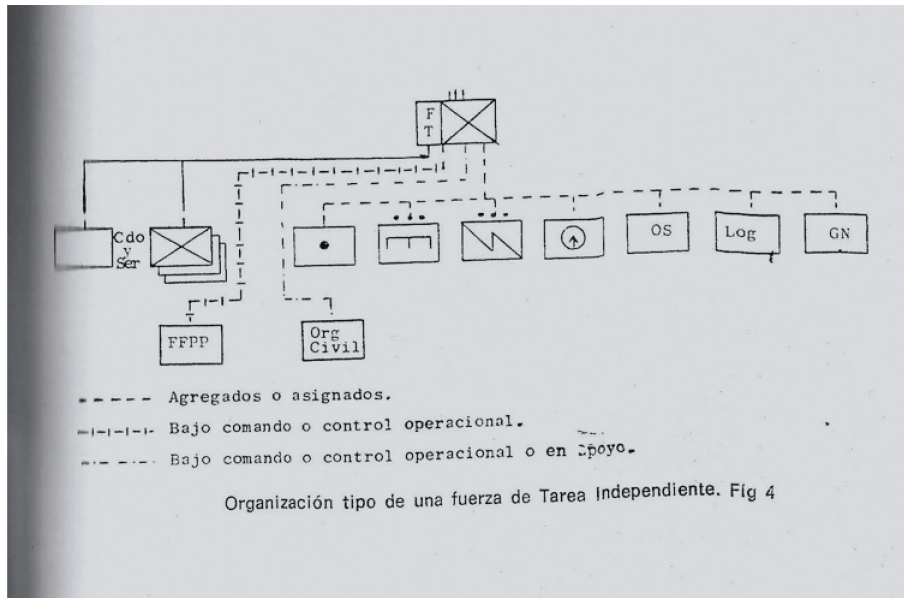 F
T
Cdo
y
Ser
OS
Log
GN
FFPP
Org
Civil
Agregados o asignados.
Bajo comando o control operacional.
Bajo comando o control operacional o en apoyo.
Organización tipo de una fuerza de Tarea Independiente. Fig 4